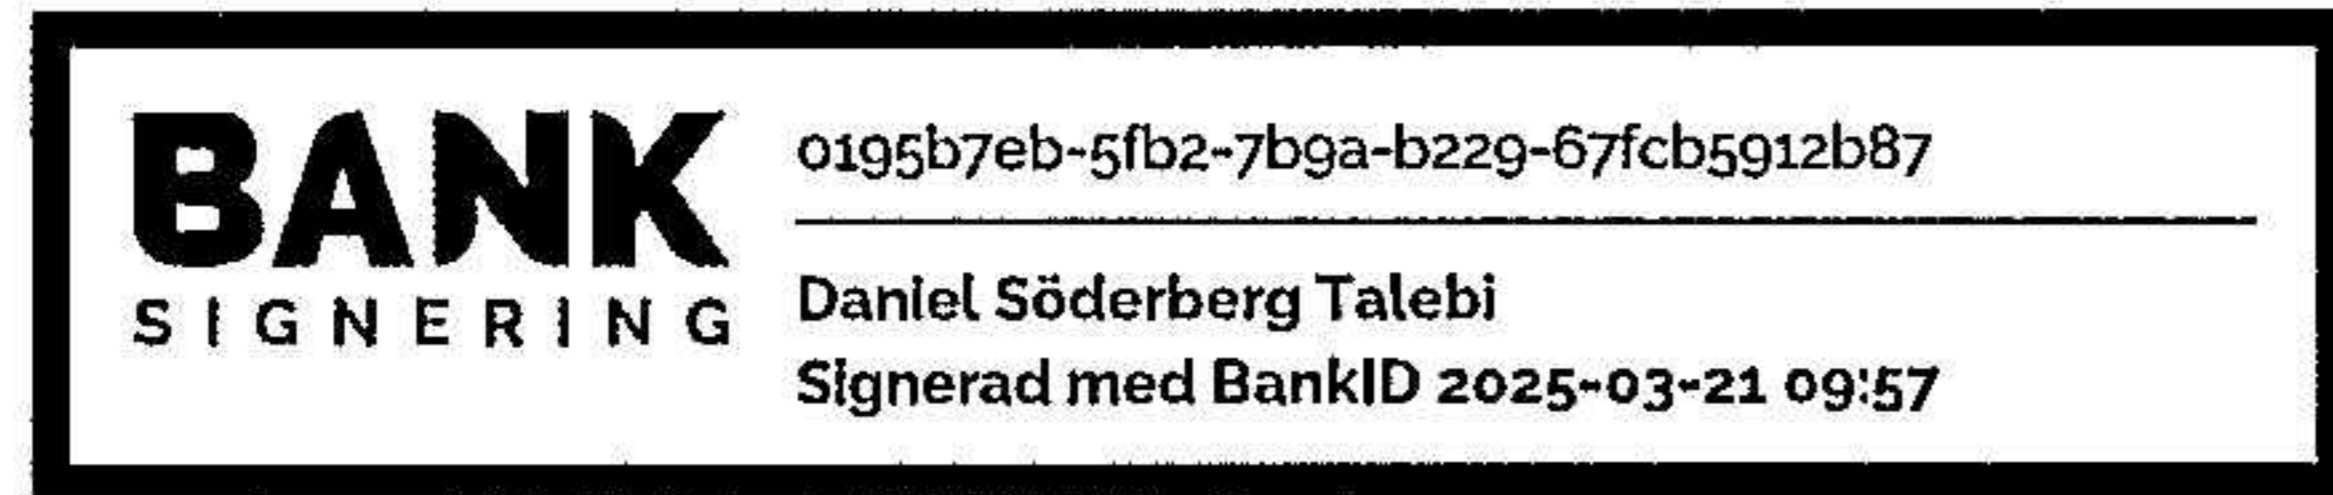 BANK
SIGNERING
0195b7eb-5fb2-7b9a-b229-67fcb5912b87
Daniel Söderberg Talebi
Signerad med BankID 2025-03-21 09:57